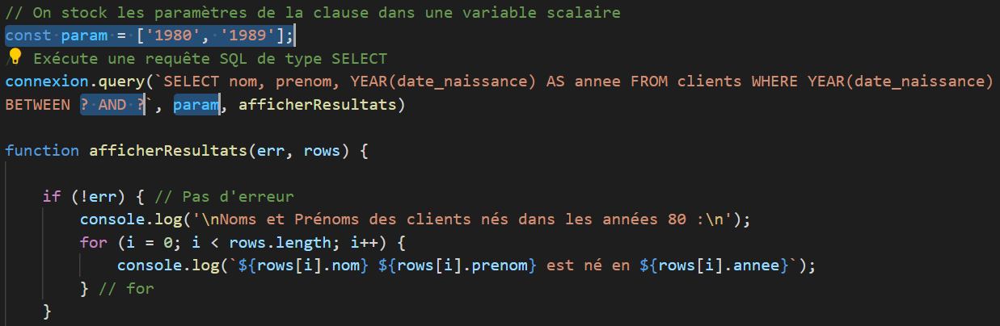 // On stock les paramètres de la clause dans une variable scalaire
const param = ['1980', '1989'];
/ Exécute une requête SQL de type SELECT
connexion.query(`SELECT nom, prenom, YEAR(date_naissance) AS annee FROM clients WHERE YEAR(date_naissance)
BETWEEN ? AND ?`, param, afficherResultats)
function afficherResultats(err, rows) {
if (!err) { // Pas d'erreur
console.log('\nNoms et Prénoms des clients nés dans les années 80 :\n');
for (i = 0; i < rows.length; i++) {
console.log(`${rows[i].nom} ${rows[i].prenom} est né en ${rows[i].annee}`);
} // for
}